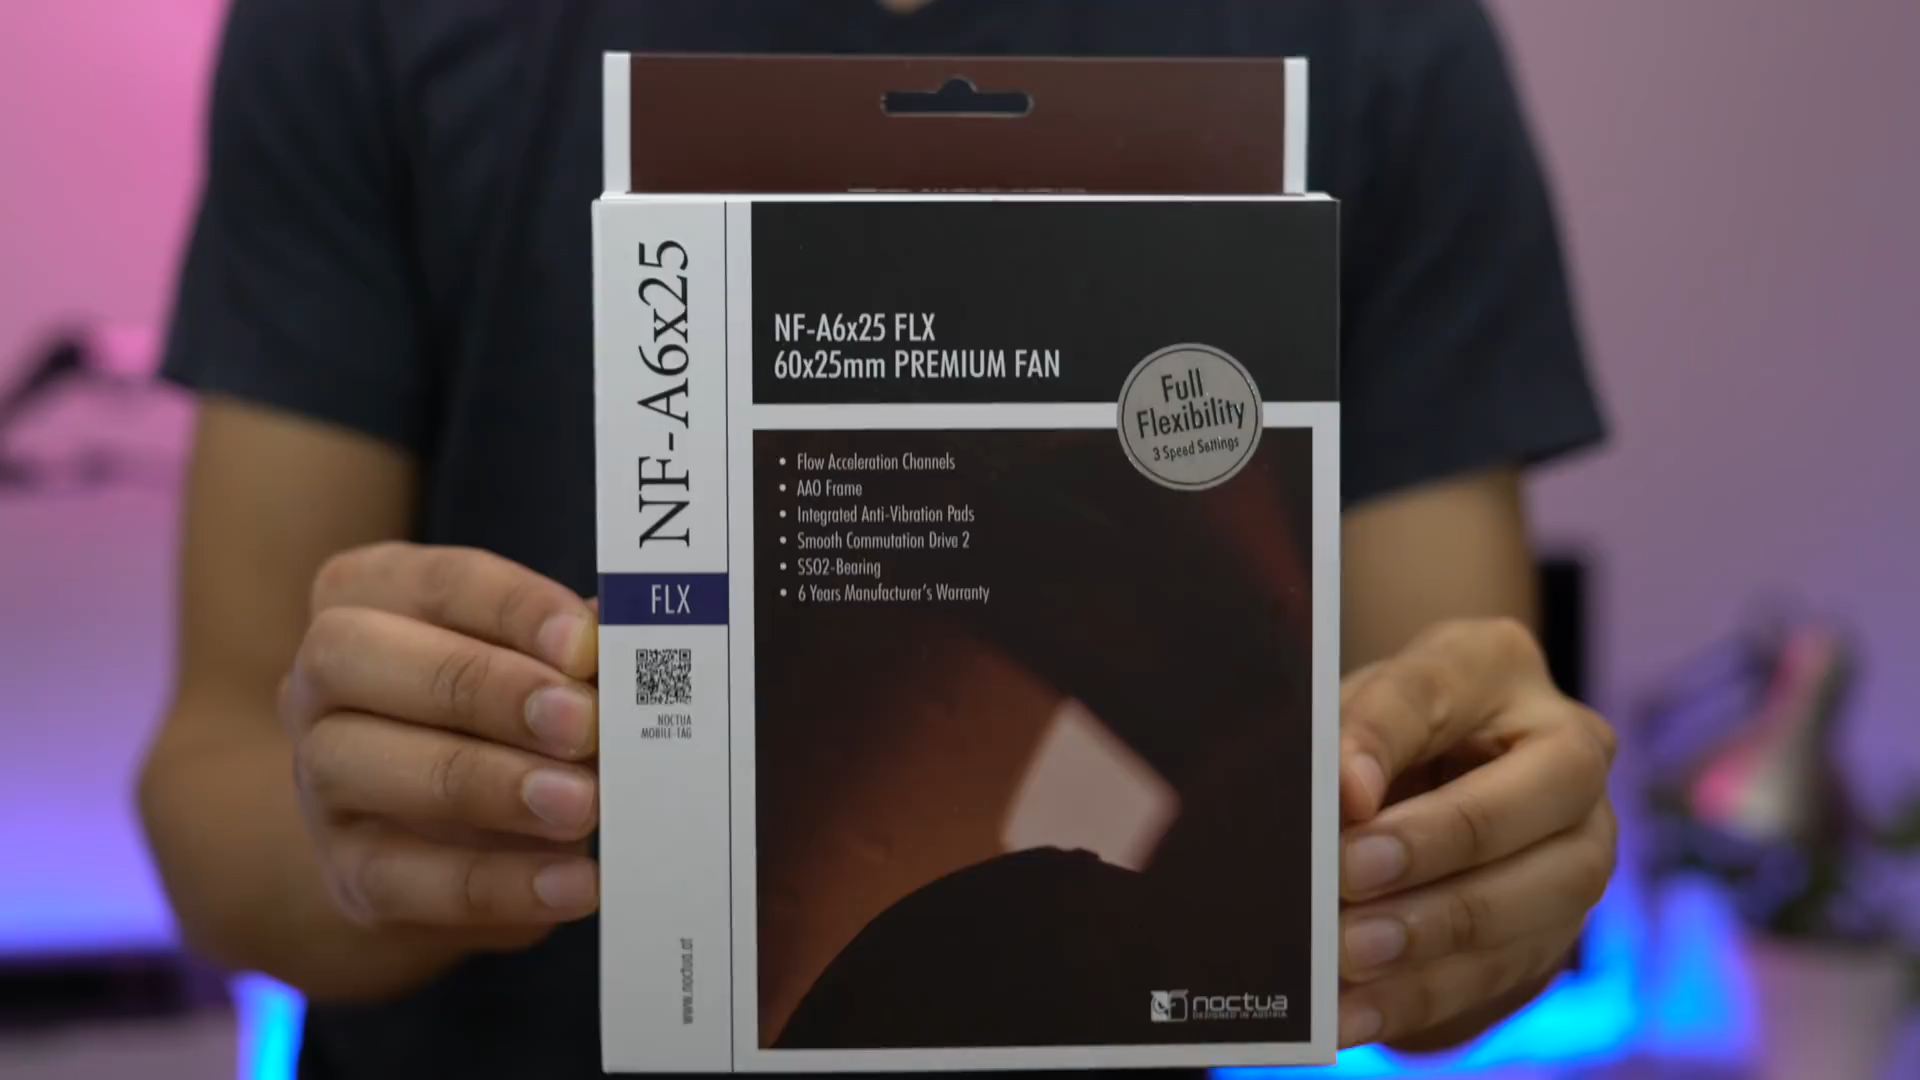 NF-A6x25
FLX
NOCTUA
MOBILE-TAG
www.noctua.at
NF-A6x25 FLX
60x25mm PREMIUM FAN
Full
Flexibility
3 Speed Settings
• Flow Acceleration Channels
• AAO Frame
• Integrated Anti-Vibration Pads
• Smooth Commutation Drive 2
• SSO2-Bearing
• 6 Years Manufacturer's Warranty
noctua
DESIGNED IN AUSTRIA